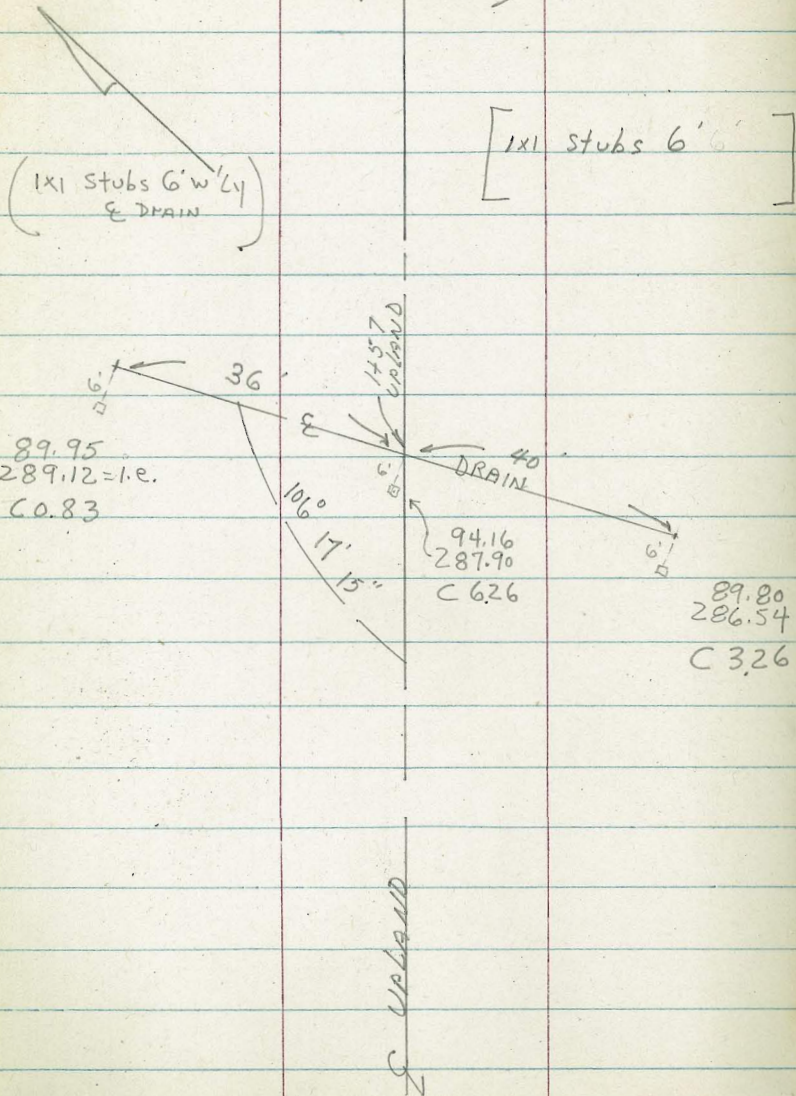 (1x1 stubs 6' W'Ly
℄ DRAIN)
[1x1 stubs 6']
1+57
UPLAND
36
℄
6'
89.95
289.12 = I.e.
C 0.83
40
DRAIN
6'
106°
17'
15"
94.16
287.90
C 6.26
6'
89.80
286.54
C 3.26
℄ UPLAND